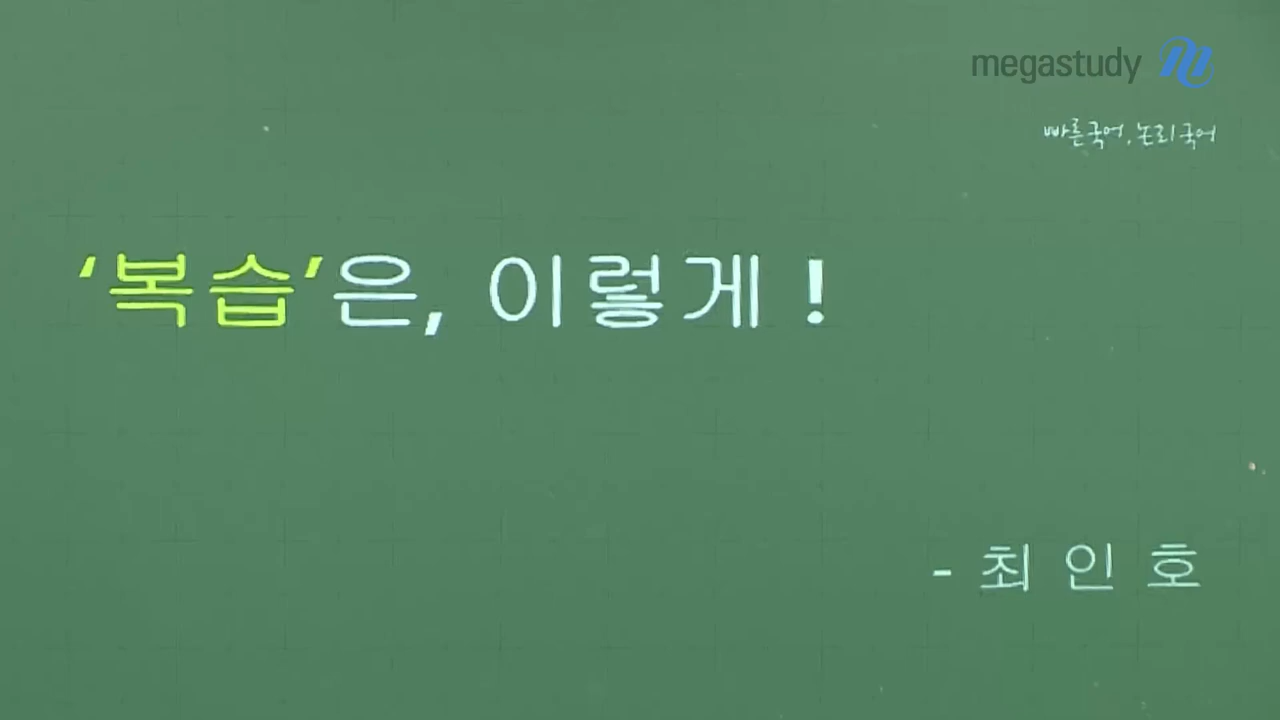 megastudy
빠른국어, 논리국어
‘복습’은, 이렇게 !
- 최 인 호